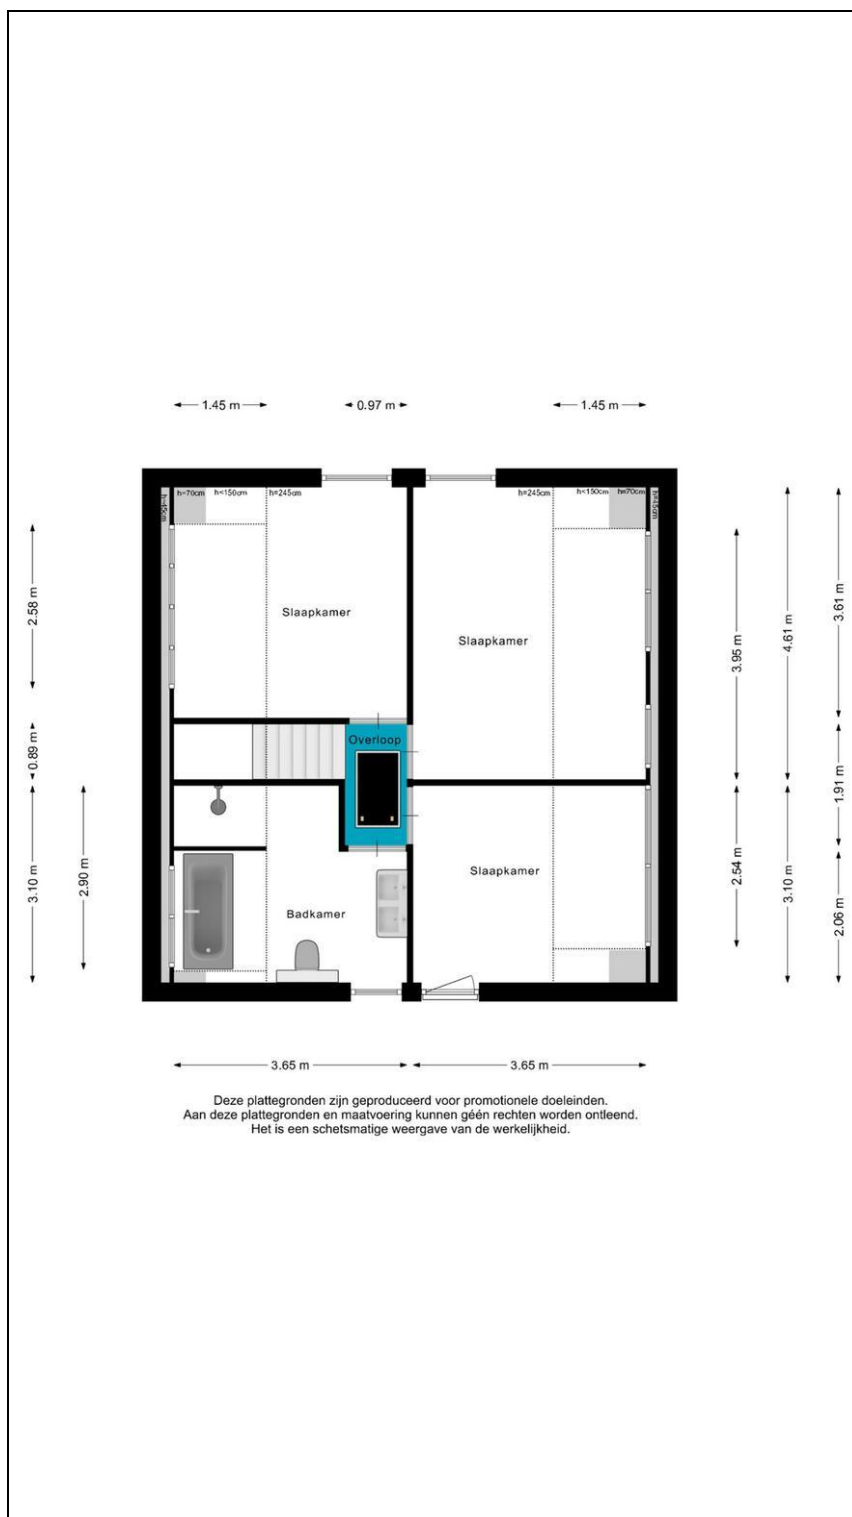 1.45 m 0.97 m 1.45 m
h=70cm h<150cm h=245cm h=245cm h<150cm h=70cm
h=45cm h=45cm
2.58 m
3.61 m
4.61 m
3.95 m
Slaapkamer
Slaapkamer
0.89 m
Overloop
1.91 m
3.10 m
2.90 m
Slaapkamer
2.54 m
3.10 m
2.06 m
Badkamer
3.65 m 3.65 m
Deze plattegronden zijn geproduceerd voor promotionele doeleinden.
Aan deze plattegronden en maatvoering kunnen géén rechten worden ontleend.
Het is een schetsmatige weergave van de werkelijkheid.